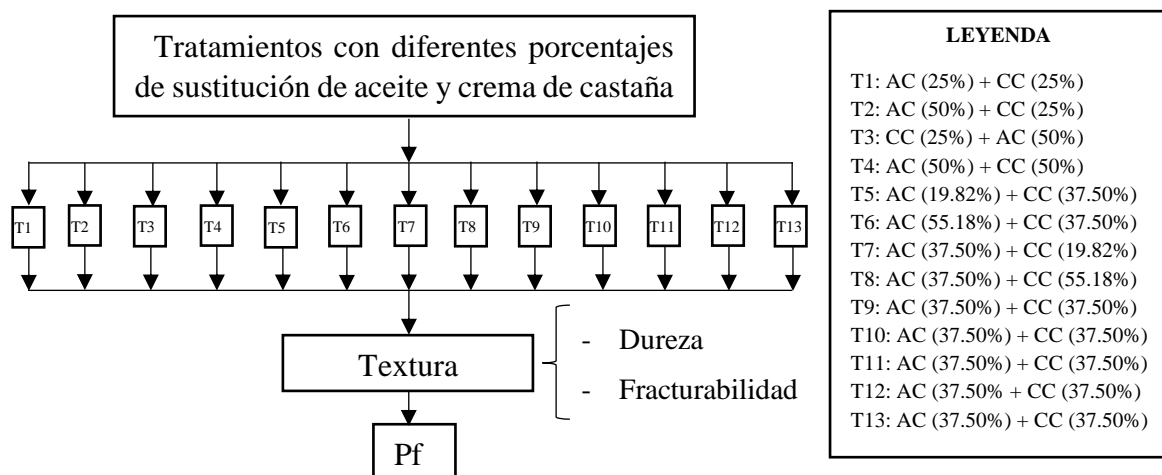 Tratamientos con diferentes porcentajes
de sustitución de aceite y crema de castaña
T1 T2 T3 T4 T5 T6 T7 T8 T9 T10 T11 T12 T13
Textura
- Dureza
- Fracturabilidad
Pf
LEYENDA
T1: AC (25%) + CC (25%)
T2: AC (50%) + CC (25%)
T3: CC (25%) + AC (50%)
T4: AC (50%) + CC (50%)
T5: AC (19.82%) + CC (37.50%)
T6: AC (55.18%) + CC (37.50%)
T7: AC (37.50%) + CC (19.82%)
T8: AC (37.50%) + CC (55.18%)
T9: AC (37.50%) + CC (37.50%)
T10: AC (37.50%) + CC (37.50%)
T11: AC (37.50%) + CC (37.50%)
T12: AC (37.50% + CC (37.50%)
T13: AC (37.50%) + CC (37.50%)